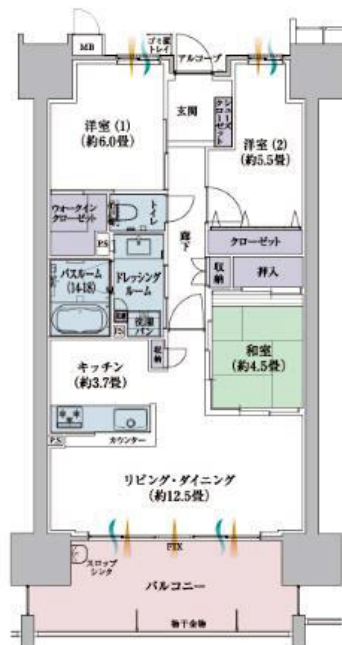 MB
ゴミ置
トレイ
アルコーブ
玄関
シューズ
クローゼット
洋室 (1)
(約6.0畳)
洋室 (2)
(約5.5畳)
ウォークイン
クローゼット
トイレ
P.S
廊下
クローゼット
バスルーム
(14・18)
ドレッシング
ルーム
収納
押入
洗濯
パン
P.S
収納
和室
(約4.5畳)
キッチン
(約3.7畳)
P.S
カウンター
リビング・ダイニング
(約12.5畳)
FIX
スロップ
シンク
バルコニー
物干金物